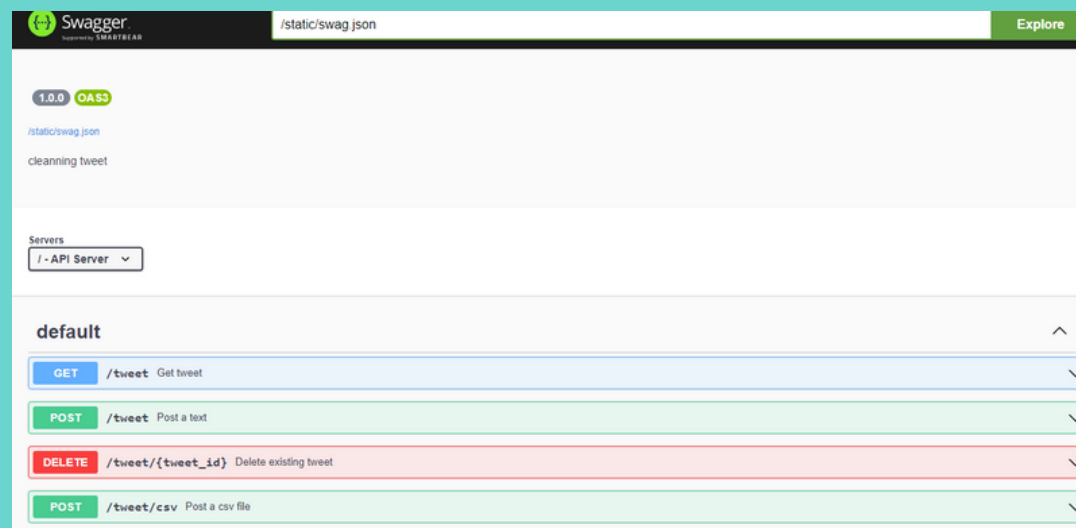 {···} Swagger. /static/swag.json Explore
Supported by SMARTBEAR
1.0.0 OAS3
/static/swag.json
cleanning tweet
Servers
/ - API Server
default
GET /tweet Get tweet
POST /tweet Post a text
DELETE /tweet/{tweet_id} Delete existing tweet
POST /tweet/csv Post a csv file